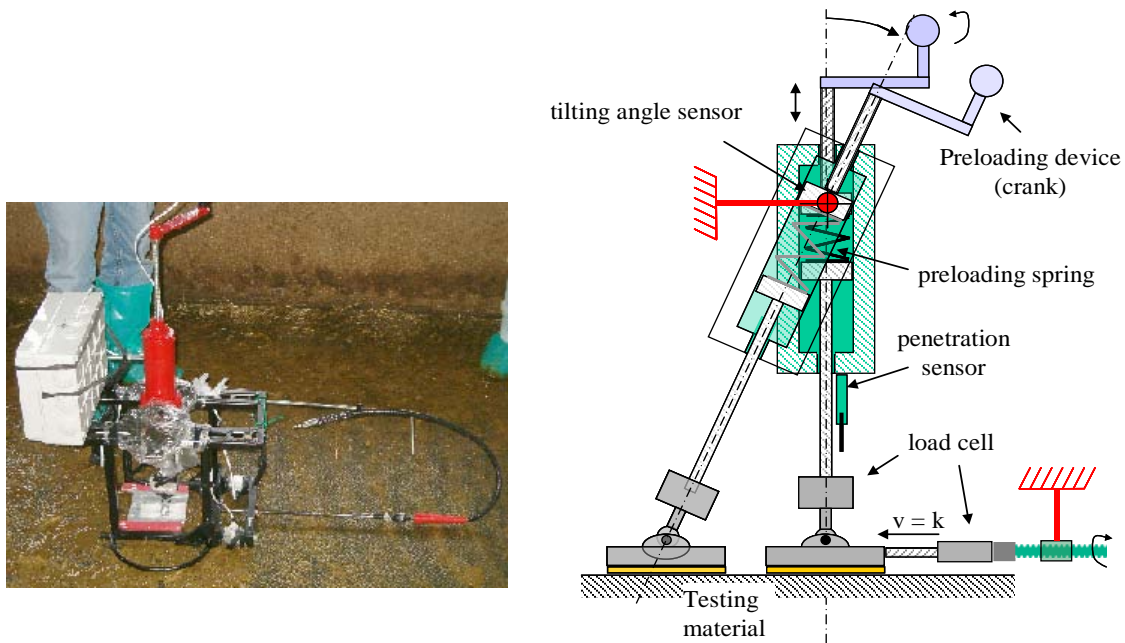 tilting angle sensor
Preloading device
(crank)
preloading spring
penetration
sensor
load cell
v = k
Testing
material